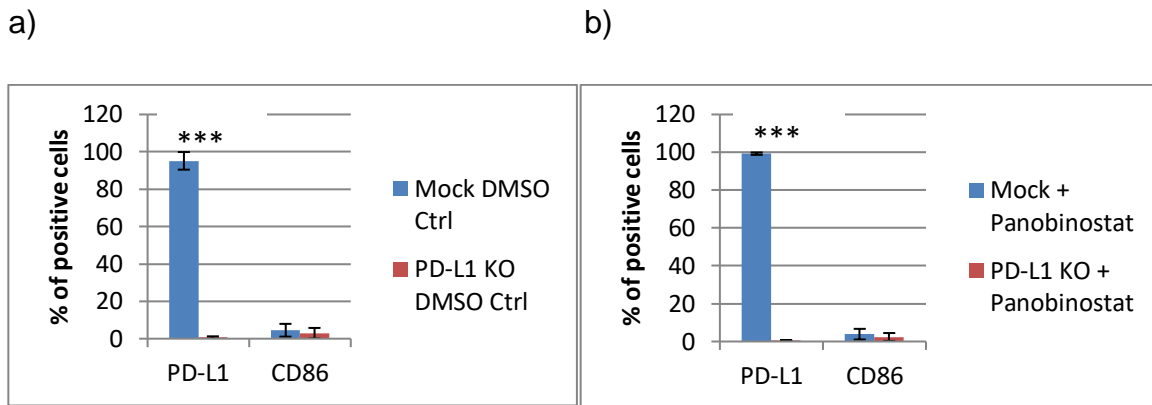 a)
b)
120
100
80
60
40
20
0
% of positive cells
***
PD-L1 CD86
Mock DMSO
Ctrl
PD-L1 KO
DMSO Ctrl
120
100
80
60
40
20
0
% of positive cells
***
PD-L1 CD86
Mock +
Panobinostat
PD-L1 KO +
Panobinostat